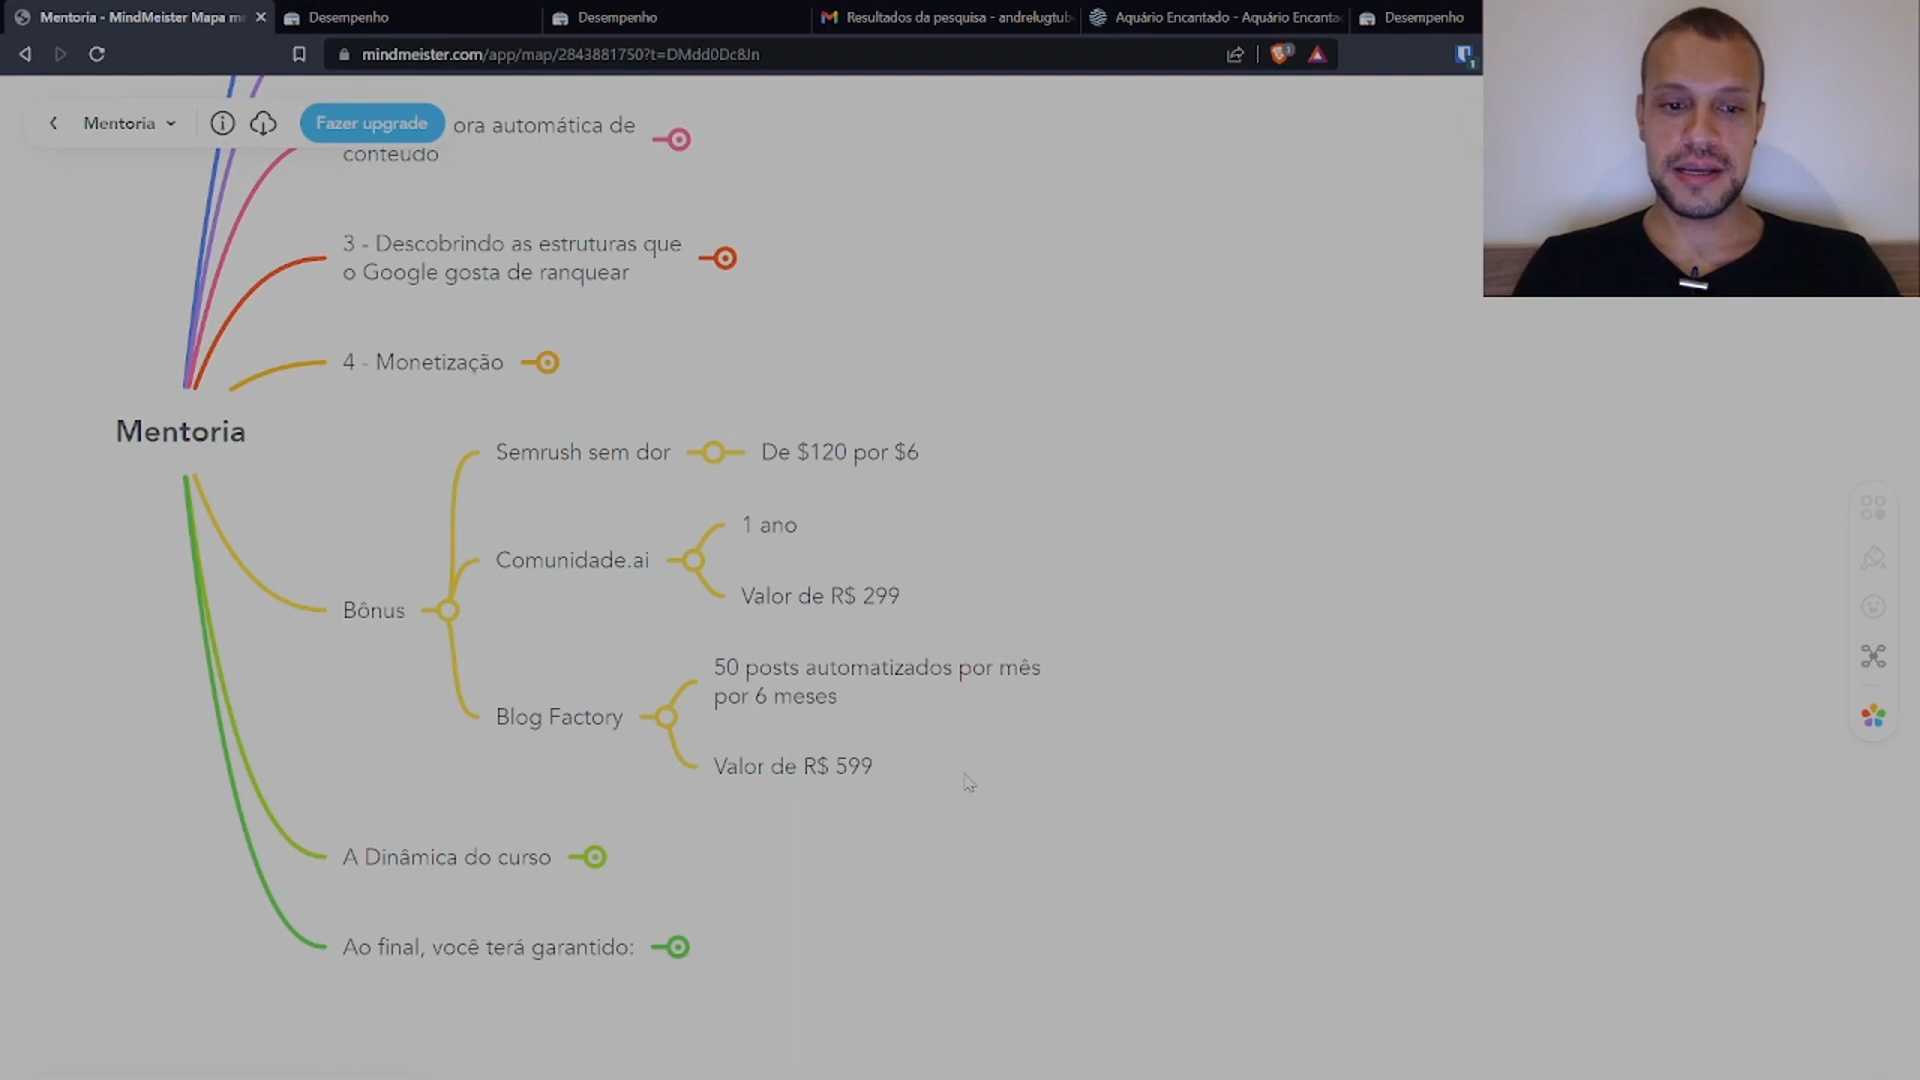 Mentoria - MindMeister Mapa me
Desempenho
Desempenho
Resultados da pesquisa - andrelugtub
Aquário Encantado - Aquário Encanta
Desempenho
mindmeister.com/app/map/2843881750?t=DMdd0Dc8Jn
Mentoria
Fazer upgrade
ora automática de
conteúdo
3 - Descobrindo as estruturas que
o Google gosta de ranquear
4 - Monetização
Mentoria
Semrush sem dor
De $120 por $6
1 ano
Comunidade.ai
Valor de R$ 299
Bônus
50 posts automatizados por mês
por 6 meses
Blog Factory
Valor de R$ 599
A Dinâmica do curso
Ao final, você terá garantido: